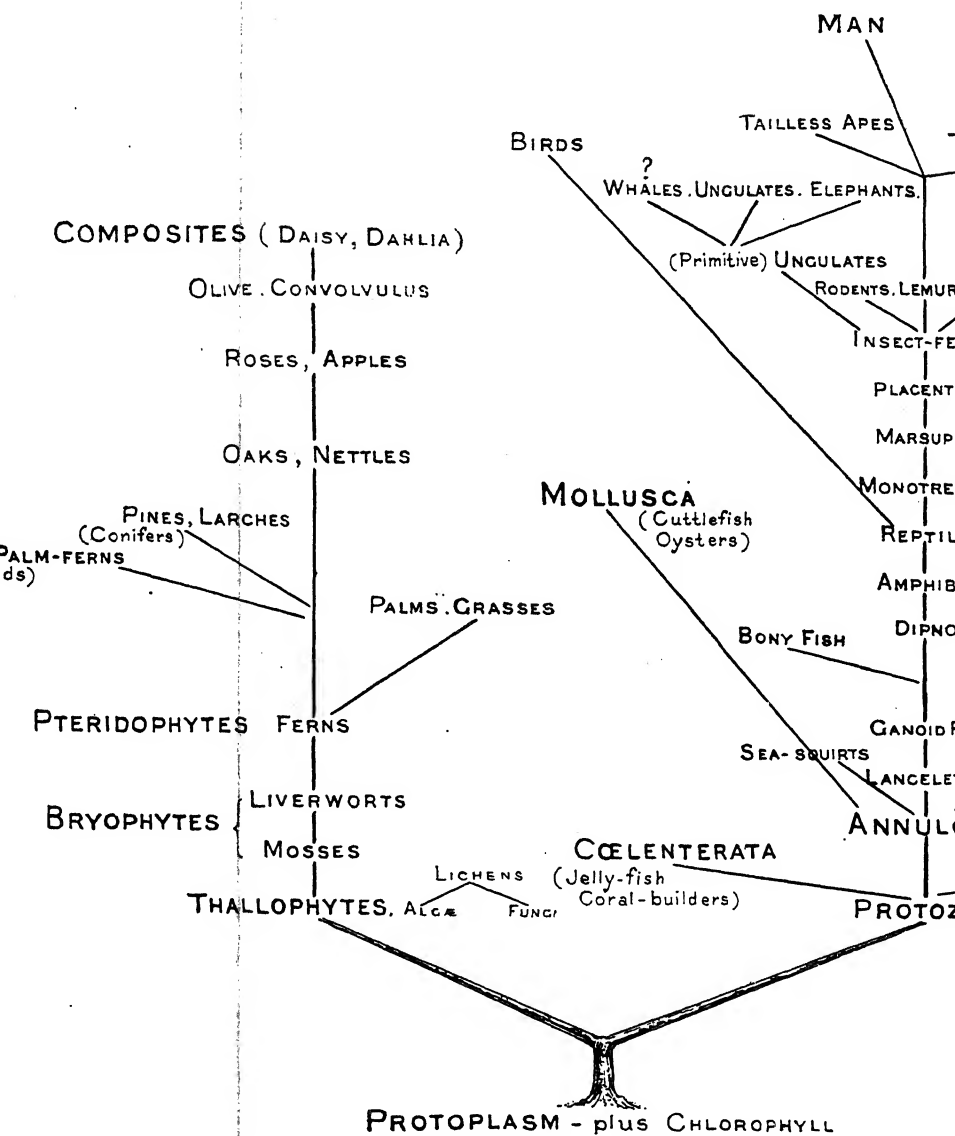 MAN
TAILLESS APES
BIRDS
?
WHALES. UNGULATES. ELEPHANTS.
COMPOSITES (DAISY, DAHLIA)
(Primitive) UNGULATES
OLIVE. CONVOLVULUS
RODENTS. LEMUR
INSECT-FE
ROSES, APPLES
PLACENT
MARSUP
OAKS, NETTLES
MONOTRE
MOLLUSCA
(Cuttlefish
Oysters)
PINES, LARCHES
(Conifers)
REPTIL
PALM-FERNS
ds)
AMPHIB
PALMS. GRASSES
DIPNO
BONY FISH
PTERIDOPHYTES FERNS
GANOID F
SEA-SQUIRTS
LANCELET
LIVERWORTS
BRYOPHYTES
ANNULO
MOSSES
CŒLENTERATA
(Jelly-fish
Coral-builders)
LICHENS
THALLOPHYTES. ALGÆ FUNGI
PROTOZ
PROTOPLASM - plus CHLOROPHYLL